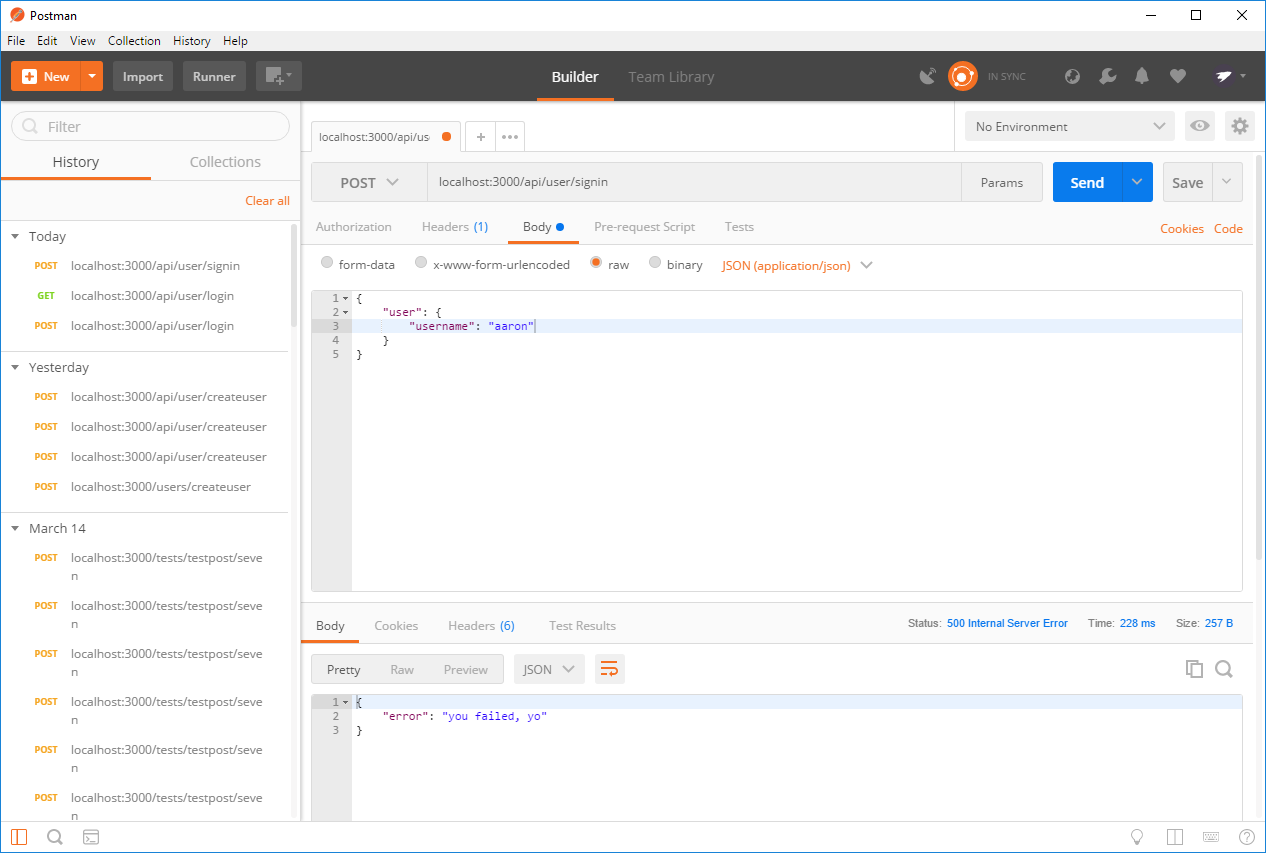 Postman
File Edit View Collection History Help
New Import Runner Builder Team Library IN SYNC
Filter
History Collections
Clear all
Today
POST localhost:3000/api/user/signin
GET localhost:3000/api/user/login
POST localhost:3000/api/user/login
Yesterday
POST localhost:3000/api/user/createuser
POST localhost:3000/api/user/createuser
POST localhost:3000/api/user/createuser
POST localhost:3000/users/createuser
March 14
POST localhost:3000/tests/testpost/seve
n
POST localhost:3000/tests/testpost/seve
n
POST localhost:3000/tests/testpost/seve
n
POST localhost:3000/tests/testpost/seve
n
POST localhost:3000/tests/testpost/seve
n
POST localhost:3000/tests/testpost/seve
n
localhost:3000/api/us No Environment
POST localhost:3000/api/user/signin Params Send Save
Authorization Headers (1) Body Pre-request Script Tests Cookies Code
form-data x-www-form-urlencoded raw binary JSON (application/json)
1 {
2 "user": {
3 "username": "aaron"
4 }
5 }
Body Cookies Headers (6) Test Results Status: 500 Internal Server Error Time: 228 ms Size: 257 B
Pretty Raw Preview JSON
1 {
2 "error": "you failed, yo"
3 }